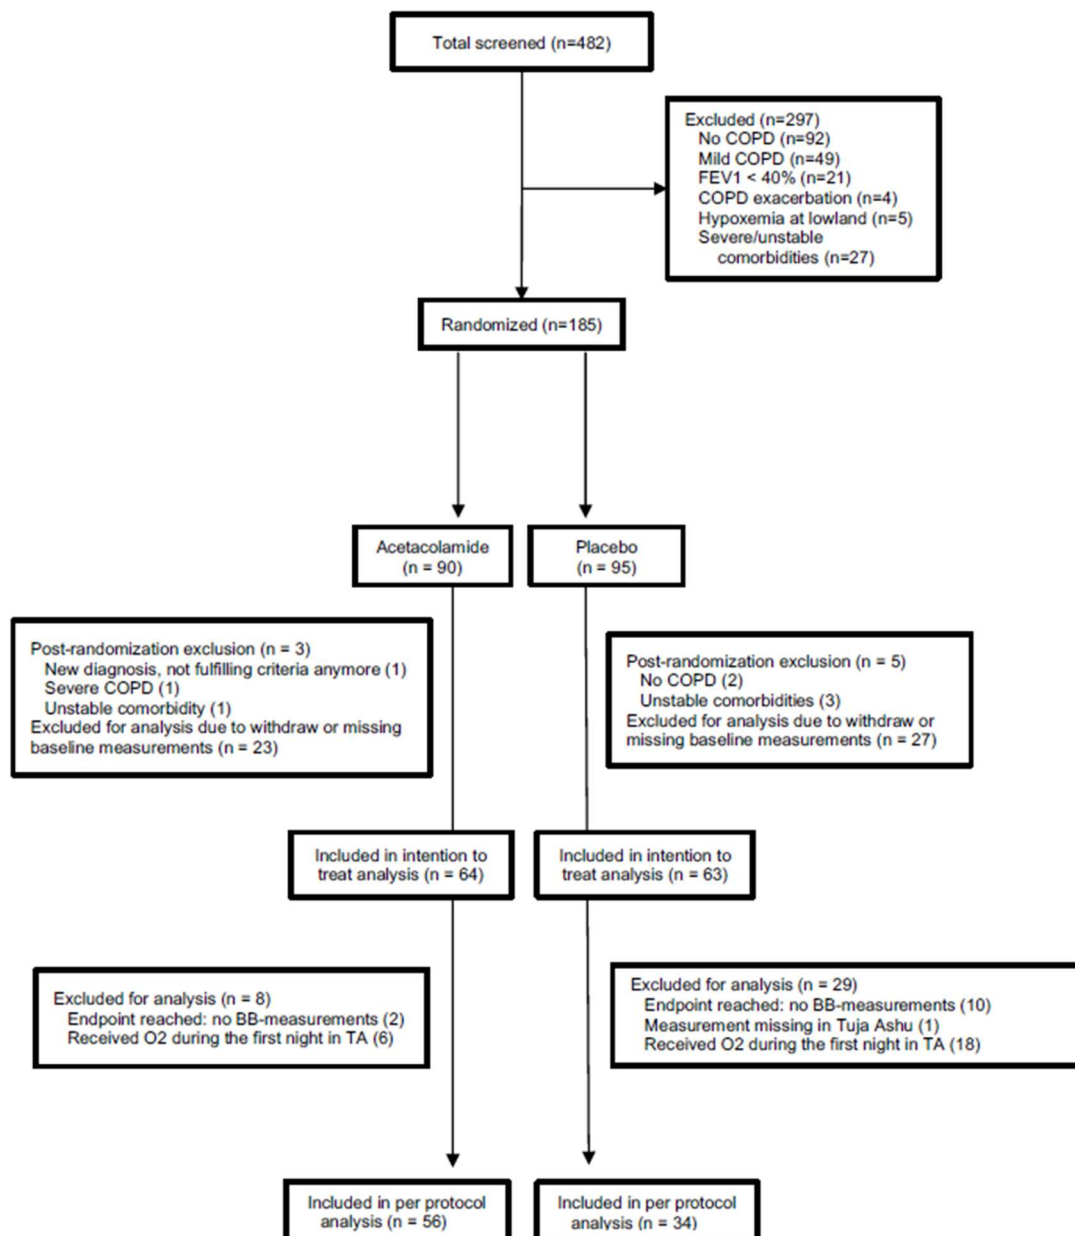 Total screened (n=482)
Excluded (n=297)
No COPD (n=92)
Mild COPD (n=49)
FEV1 < 40% (n=21)
COPD exacerbation (n=4)
Hypoxemia at lowland (n=5)
Severe/unstable
comorbidities (n=27)
Randomized (n=185)
Acetacolamide
(n = 90)
Placebo
(n = 95)
Post-randomization exclusion (n = 3)
New diagnosis, not fulfilling criteria anymore (1)
Severe COPD (1)
Unstable comorbidity (1)
Excluded for analysis due to withdraw or missing
baseline measurements (n = 23)
Post-randomization exclusion (n = 5)
No COPD (2)
Unstable comorbidities (3)
Excluded for analysis due to withdraw or
missing baseline measurements (n = 27)
Included in intention to
treat analysis (n = 64)
Included in intention to
treat analysis (n = 63)
Excluded for analysis (n = 8)
Endpoint reached: no BB-measurements (2)
Received O2 during the first night in TA (6)
Excluded for analysis (n = 29)
Endpoint reached: no BB-measurements (10)
Measurement missing in Tuja Ashu (1)
Received O2 during the first night in TA (18)
Included in per protocol
analysis (n = 56)
Included in per protocol
analysis (n = 34)